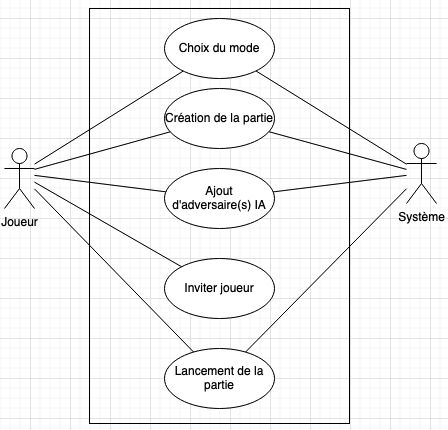 Choix du mode
Création de la partie
Ajout
d'adversaire(s) IA
Joueur
Système
Inviter joueur
Lancement de la
partie